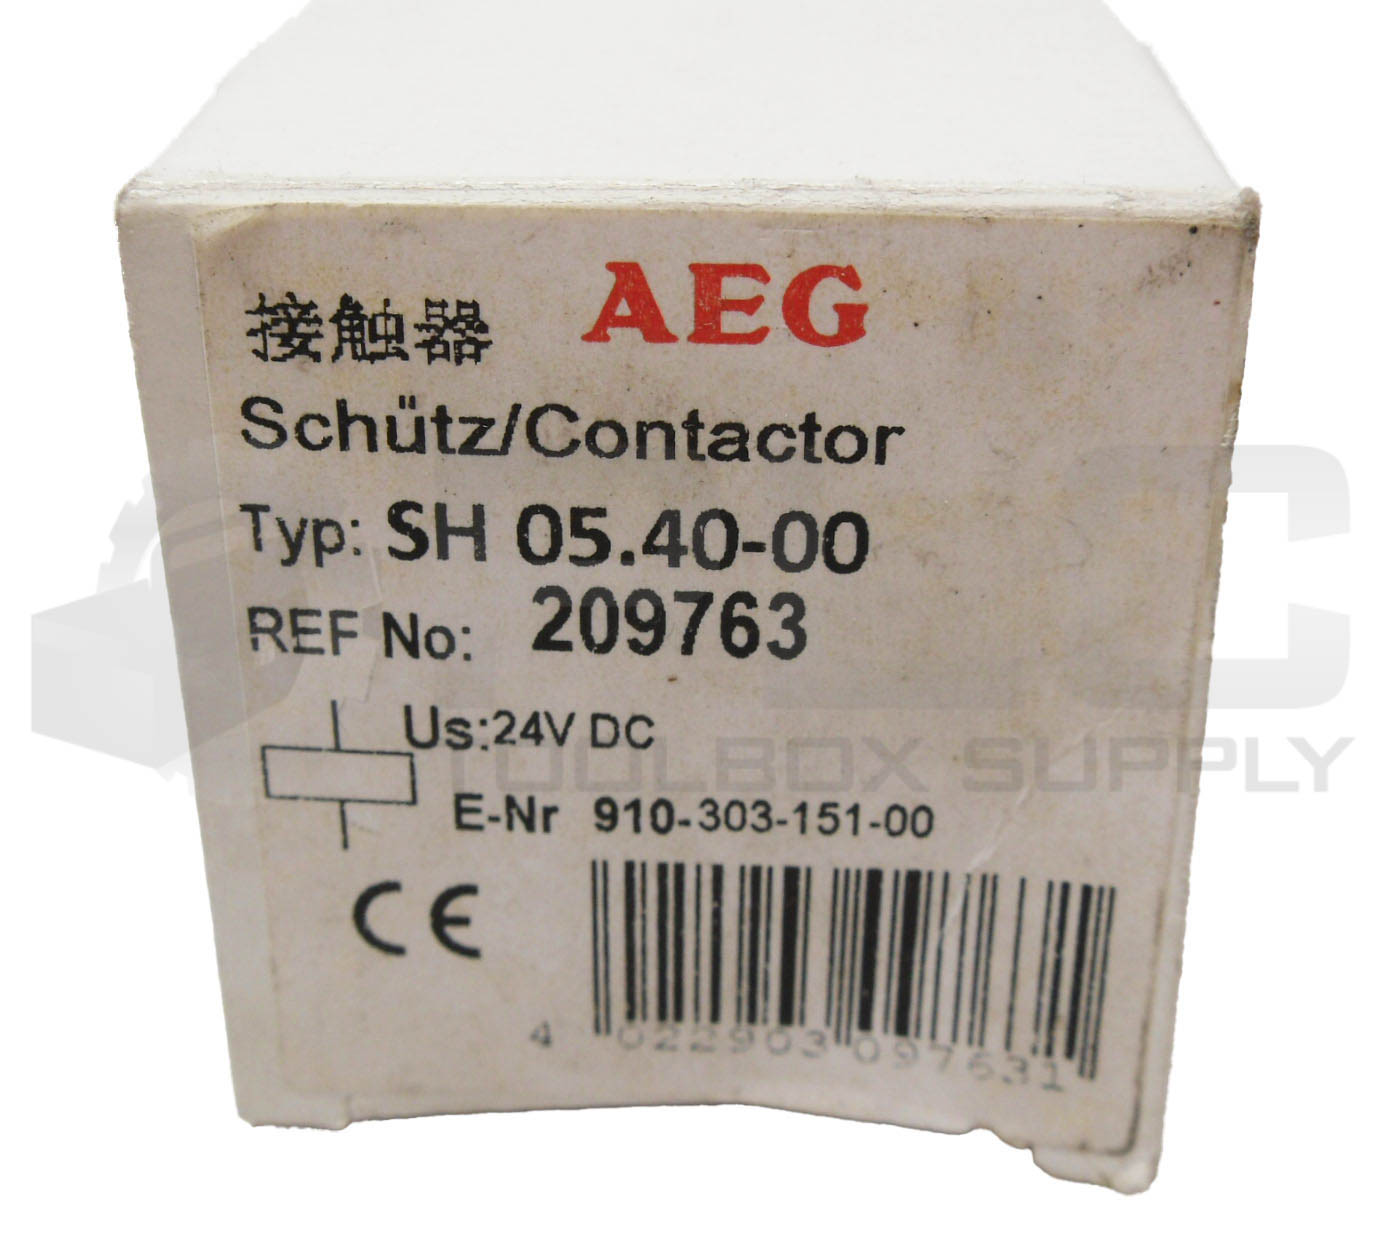 AEG
接触器
Schütz/Contactor
Typ: SH 05.40-00
REF No: 209763
Us:24V DC
E-Nr 910-303-151-00
CE
4 022903 097631
TOOLBOX SUPPLY